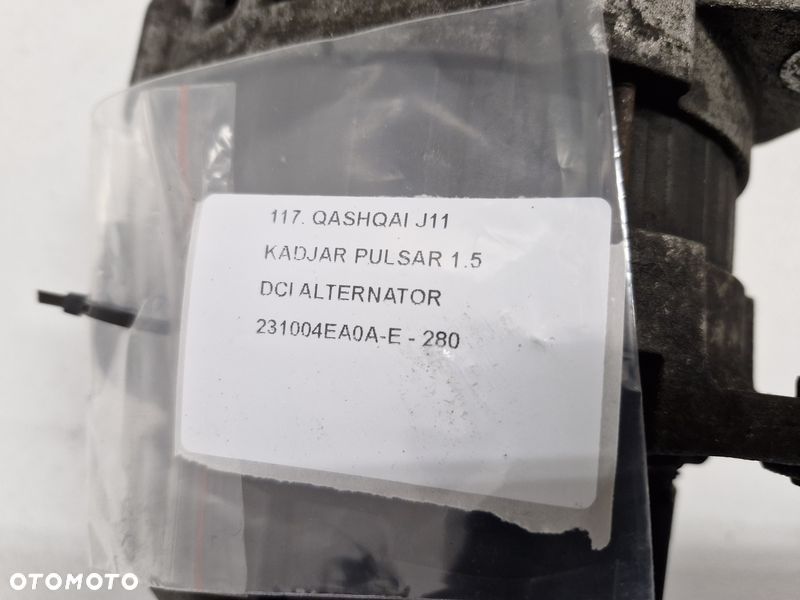 117. QASHQAI J11
KADJAR PULSAR 1.5
DCI ALTERNATOR
231004EA0A-E - 280
OTOMOTO